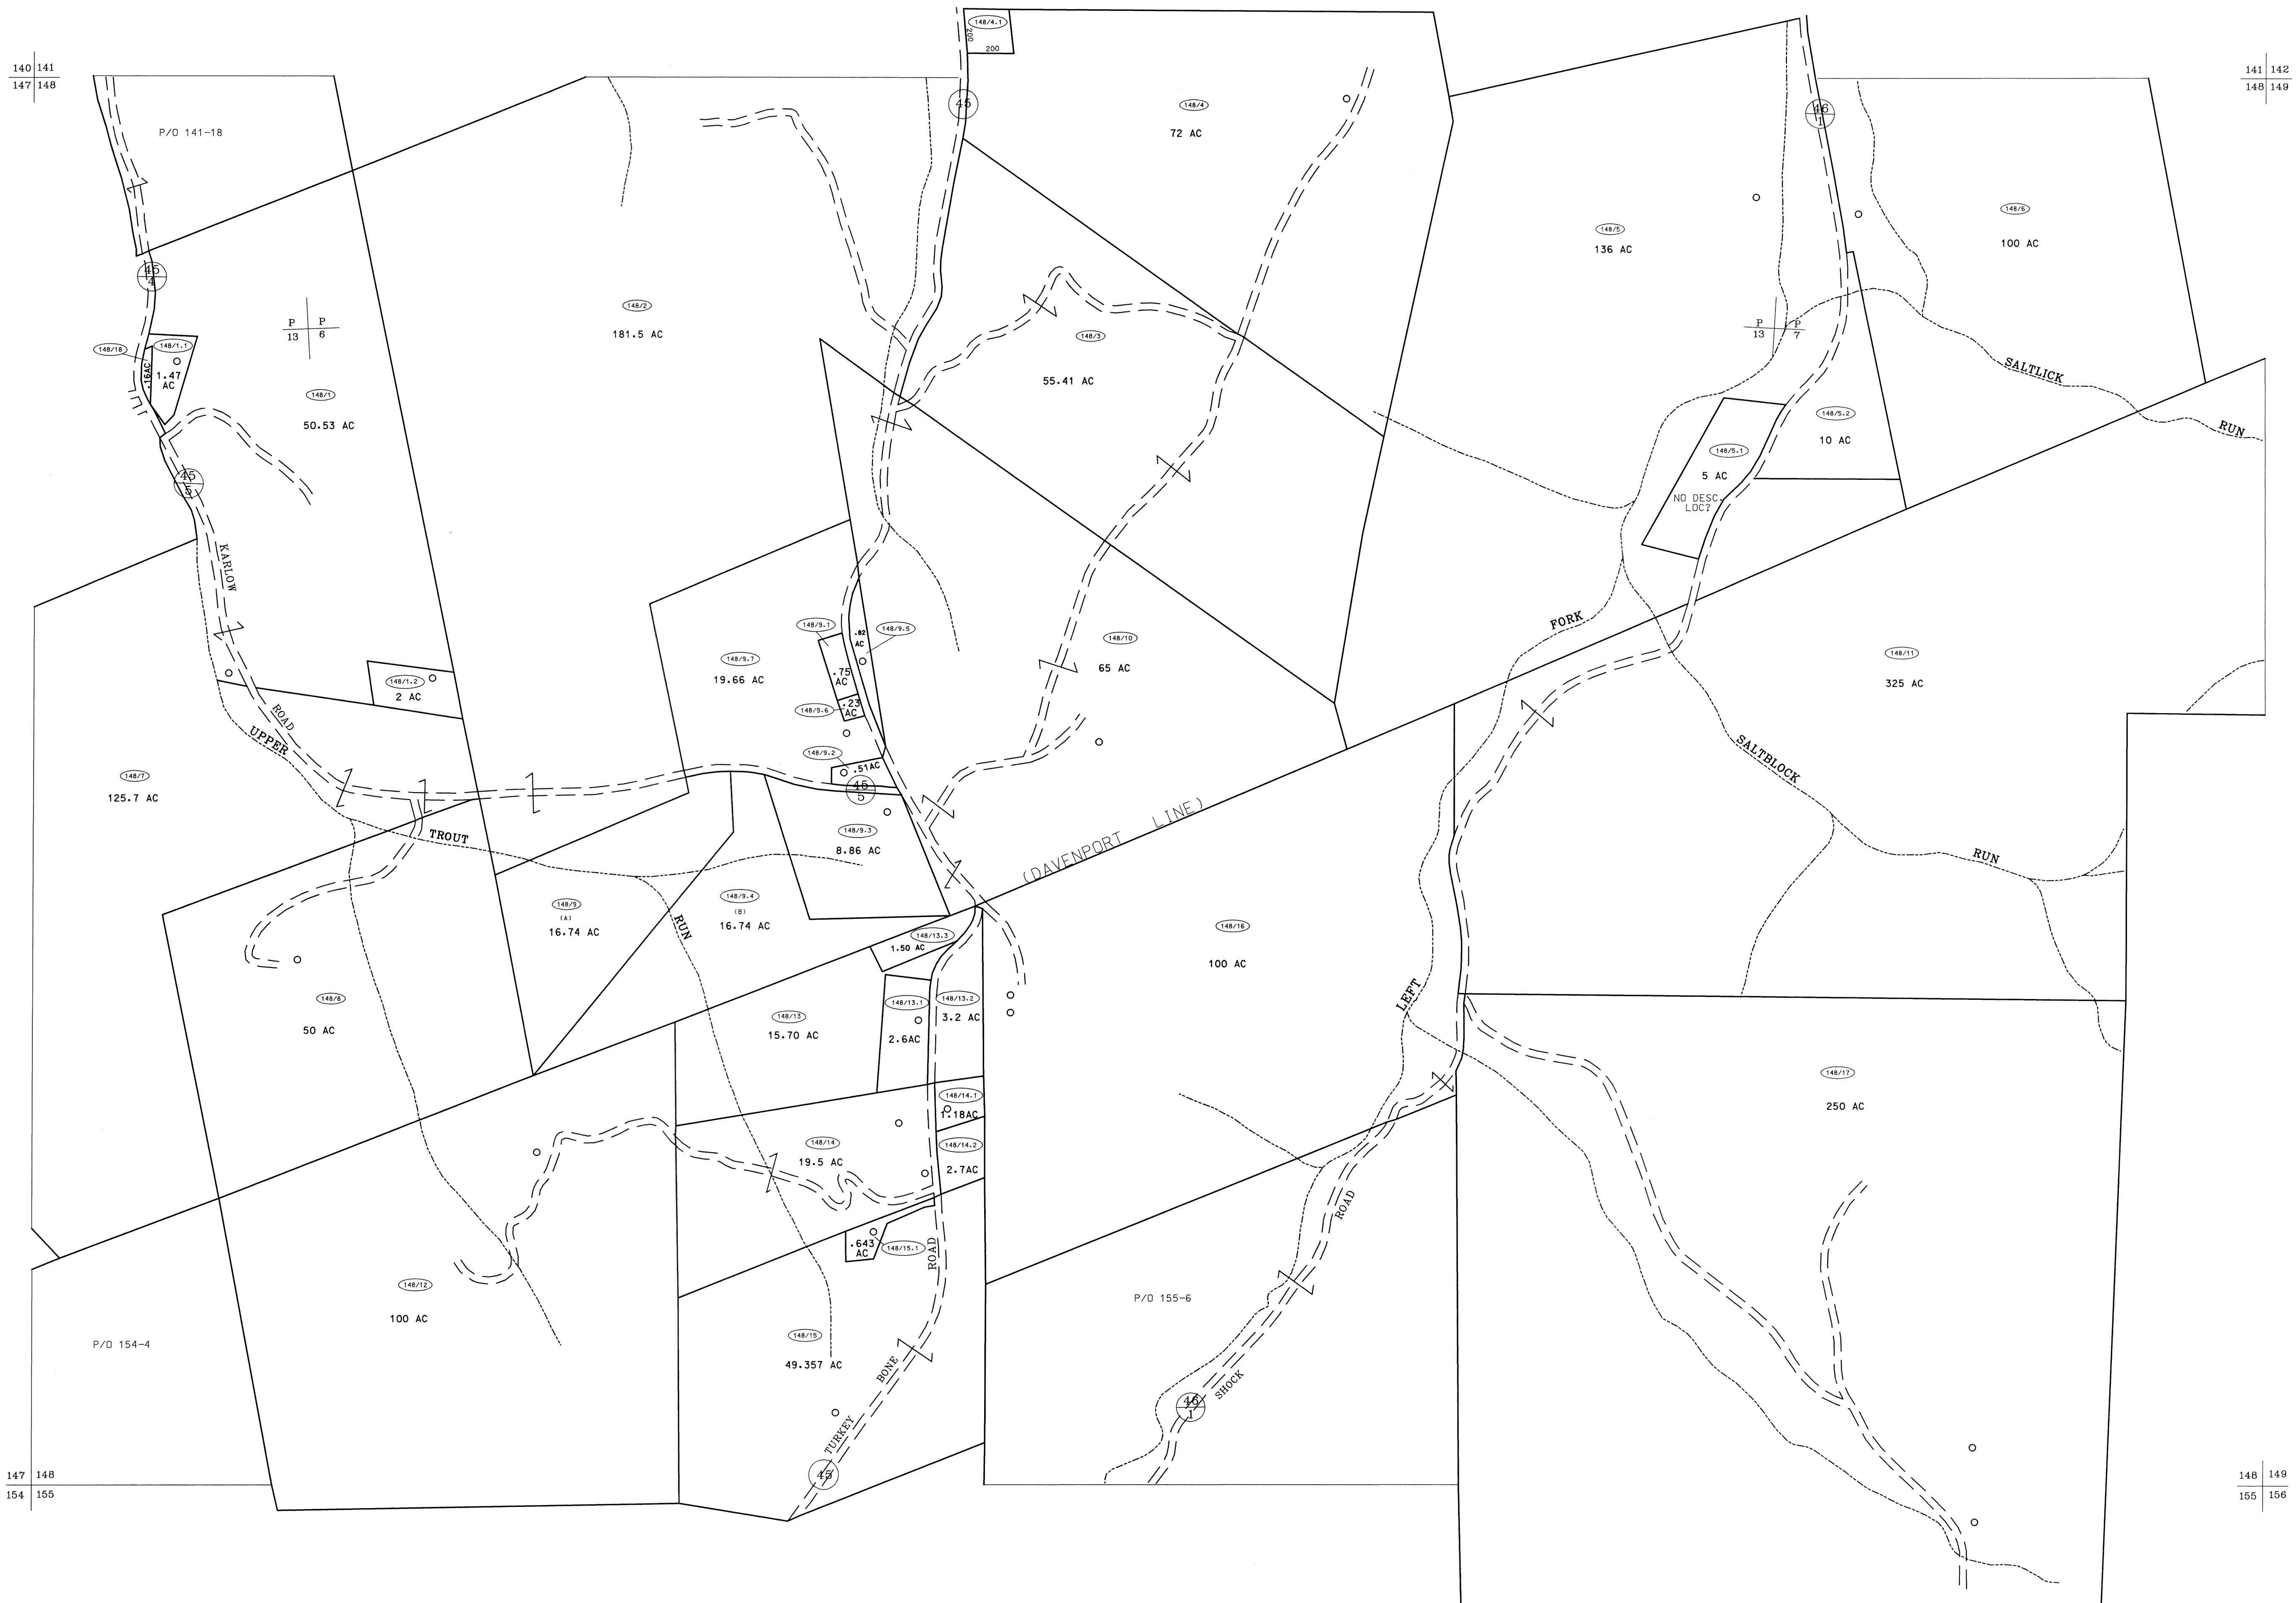 140 141
147 148
141 142
148 149
148/4.1
200
200
45
148/4
72 AC
46
1
P/O 141-18
148/5
136 AC
148/6
100 AC
45
4
P P
13 6
148/2
181.5 AC
P P
13 7
148/3
55.41 AC
148/18
148/1.1
.16AC
1.47
AC
148/1
50.53 AC
SALTLICK
RUN
148/5.2
10 AC
148/5.1
5 AC
NO DESC.
LOC?
45
5
KARLOW
ROAD
UPPER
TROUT
RUN
148/1.2
2 AC
148/9.1
.82
AC
148/9.5
148/9.7
19.66 AC
.75
AC
148/9.6
.23
AC
148/10
65 AC
FORK
148/11
325 AC
148/7
125.7 AC
148/9.2
.51AC
45
5
148/9.3
8.86 AC
(DAVENPORT LINE)
SALTBLOCK
RUN
148/9
(A)
16.74 AC
148/9.4
(B)
16.74 AC
148/13.3
1.50 AC
148/16
100 AC
148/8
50 AC
148/13
15.70 AC
148/13.1
2.6AC
148/13.2
3.2 AC
LEFT
148/17
250 AC
148/14.1
1.18AC
148/14
19.5 AC
148/14.2
2.7AC
.643
AC
148/15.1
ROAD
BONE
TURKEY
45
ROAD
SHOCK
46
1
148/12
100 AC
P/O 155-6
148/15
49.357 AC
P/O 154-4
147 148
154 155
148 149
155 156